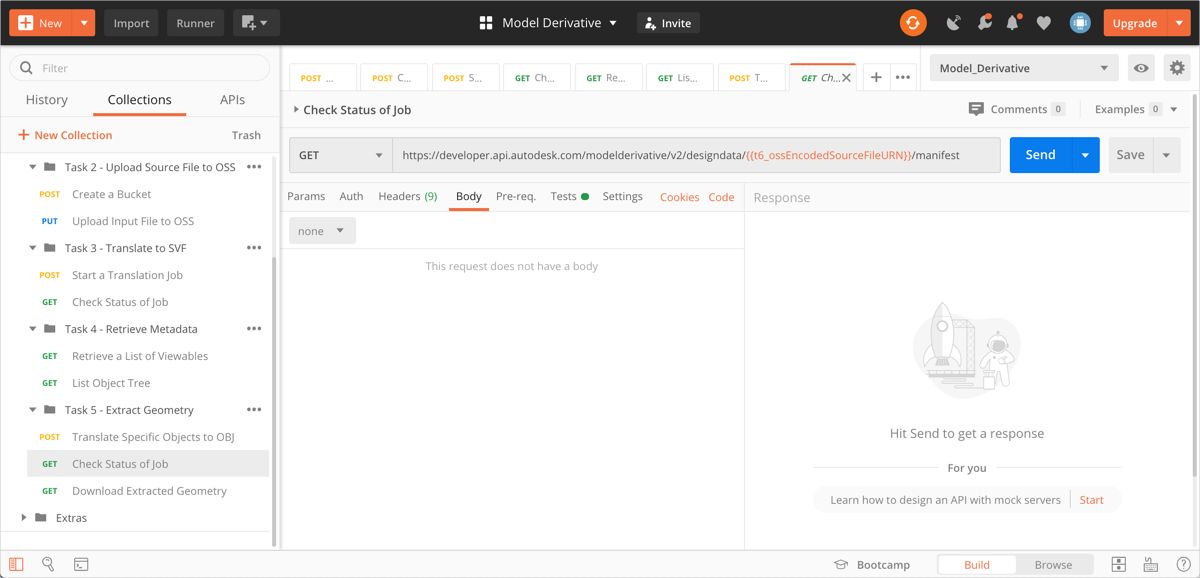 New Import Runner Model Derivative Invite Upgrade
Filter
POST ... POST C... POST S... GET Ch... GET Re... GET Lis... POST T... GET Ch... Model_Derivative
History Collections APIs
Check Status of Job Comments 0 Examples 0
New Collection Trash
GET https://developer.api.autodesk.com/modelderivative/v2/designdata/{{t6_ossEncodedSourceFileURN}}/manifest Send Save
Task 2 - Upload Source File to OSS
POST Create a Bucket
PUT Upload Input File to OSS
Task 3 - Translate to SVF
POST Start a Translation Job
GET Check Status of Job
Task 4 - Retrieve Metadata
GET Retrieve a List of Viewables
GET List Object Tree
Task 5 - Extract Geometry
POST Translate Specific Objects to OBJ
GET Check Status of Job
GET Download Extracted Geometry
Extras
Params Auth Headers (9) Body Pre-req. Tests Settings Cookies Code
none
This request does not have a body
Response
Hit Send to get a response
For you
Learn how to design an API with mock servers Start
Bootcamp Build Browse